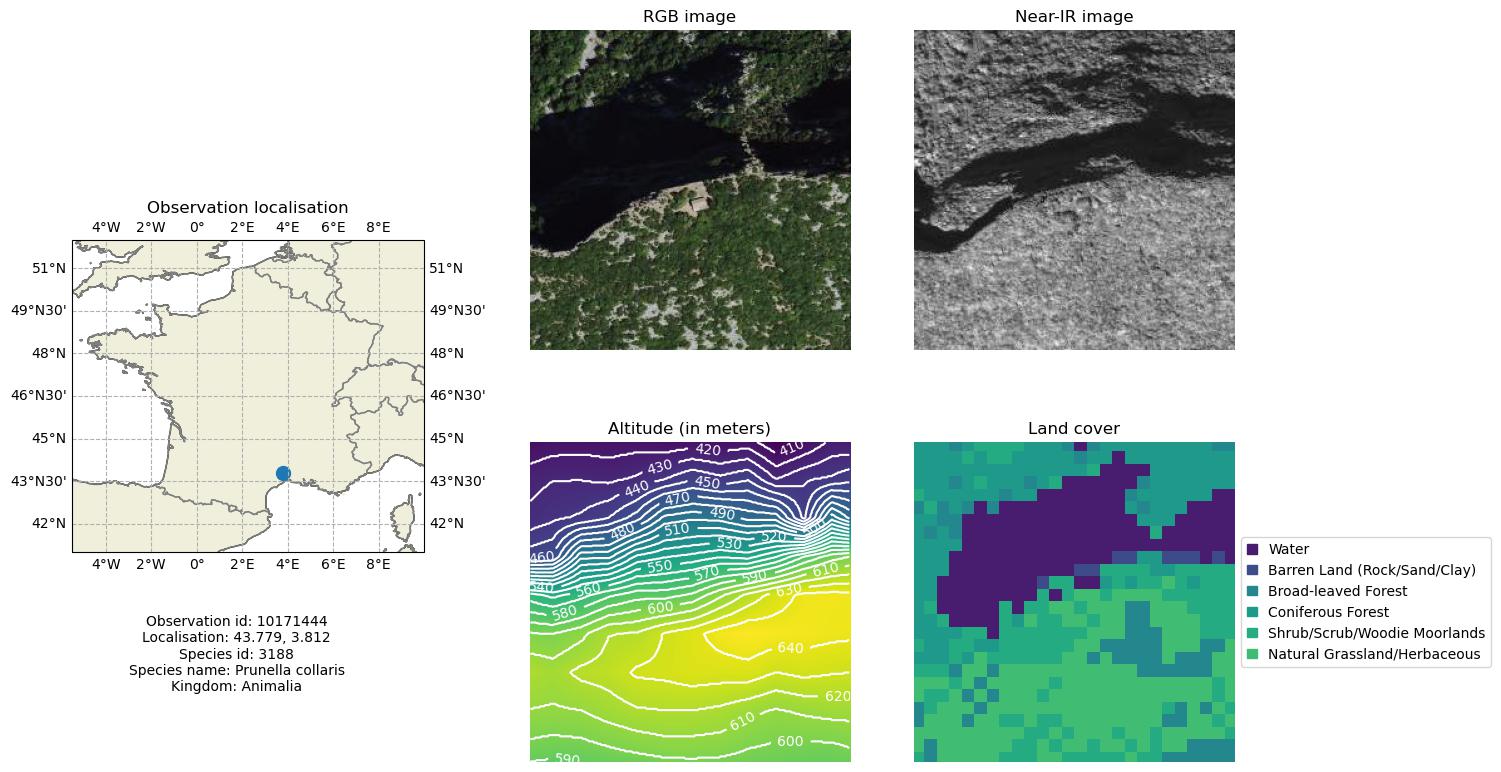 RGB image
Near-IR image
Observation localisation
4°W 2°W 0° 2°E 4°E 6°E 8°E
51°N 51°N
49°N30' 49°N30'
48°N 48°N
46°N30' 46°N30'
45°N 45°N
43°N30' 43°N30'
42°N 42°N
4°W 2°W 0° 2°E 4°E 6°E 8°E
Observation id: 10171444
Localisation: 43.779, 3.812
Species id: 3188
Species name: Prunella collaris
Kingdom: Animalia
Altitude (in meters)
420 410
430
440 450
470
480 490
510
460 530 520
550
540 560 570 590 610
580 600 630
640
620
610
600
590
Land cover
Water
Barren Land (Rock/Sand/Clay)
Broad-leaved Forest
Coniferous Forest
Shrub/Scrub/Woodie Moorlands
Natural Grassland/Herbaceous